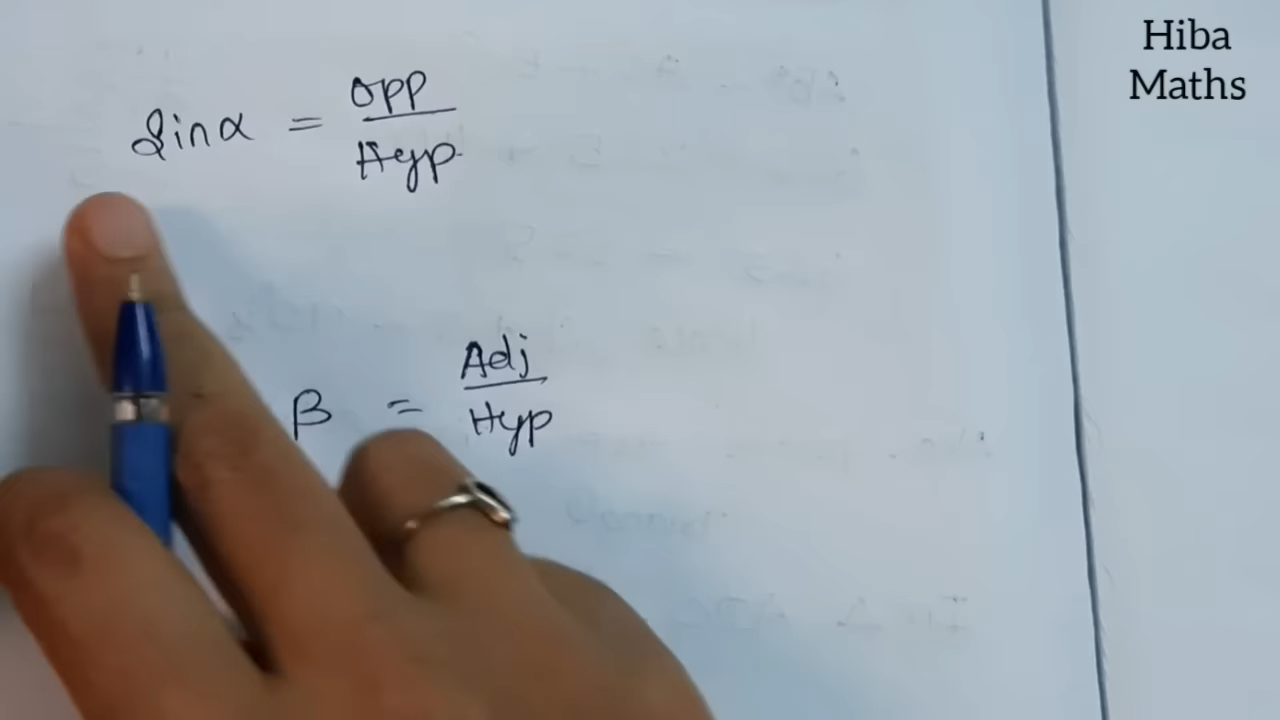 Hiba
Maths
Sinα = Opp/Hyp
β = Adj/Hyp